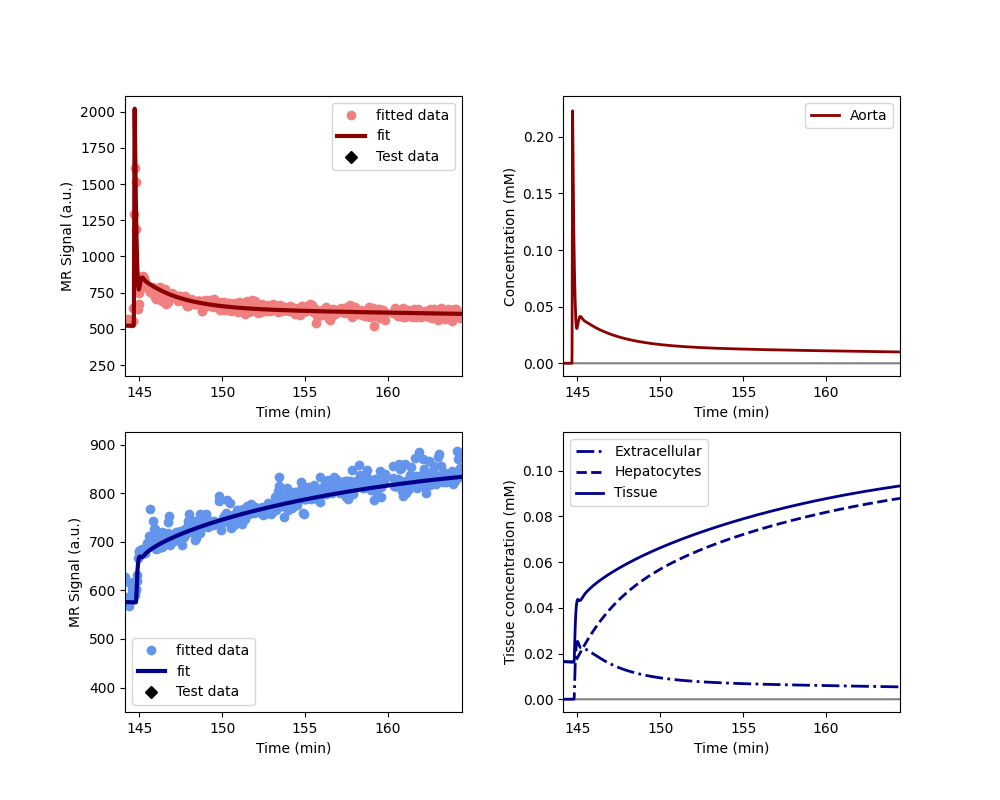 2000
1750
1500
1250
1000
750
500
250
MR Signal (a.u.)
fitted data
fit
Test data
145
150
155
160
Time (min)
0.20
0.15
0.10
0.05
0.00
Concentration (mM)
Aorta
145
150
155
160
Time (min)
900
800
700
600
500
400
MR Signal (a.u.)
fitted data
fit
Test data
145
150
155
160
Time (min)
0.10
0.08
0.06
0.04
0.02
0.00
Tissue concentration (mM)
Extracellular
Hepatocytes
Tissue
145
150
155
160
Time (min)